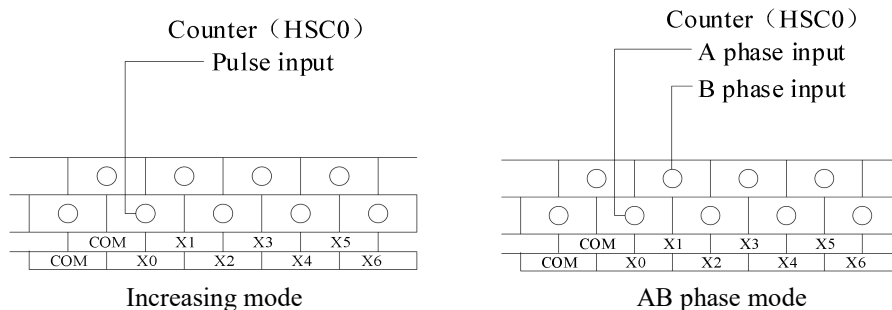 Counter（HSC0）
Pulse input
COM X1 X3 X5
COM X0 X2 X4 X6
Increasing mode
Counter（HSC0）
A phase input
B phase input
COM X1 X3 X5
COM X0 X2 X4 X6
AB phase mode